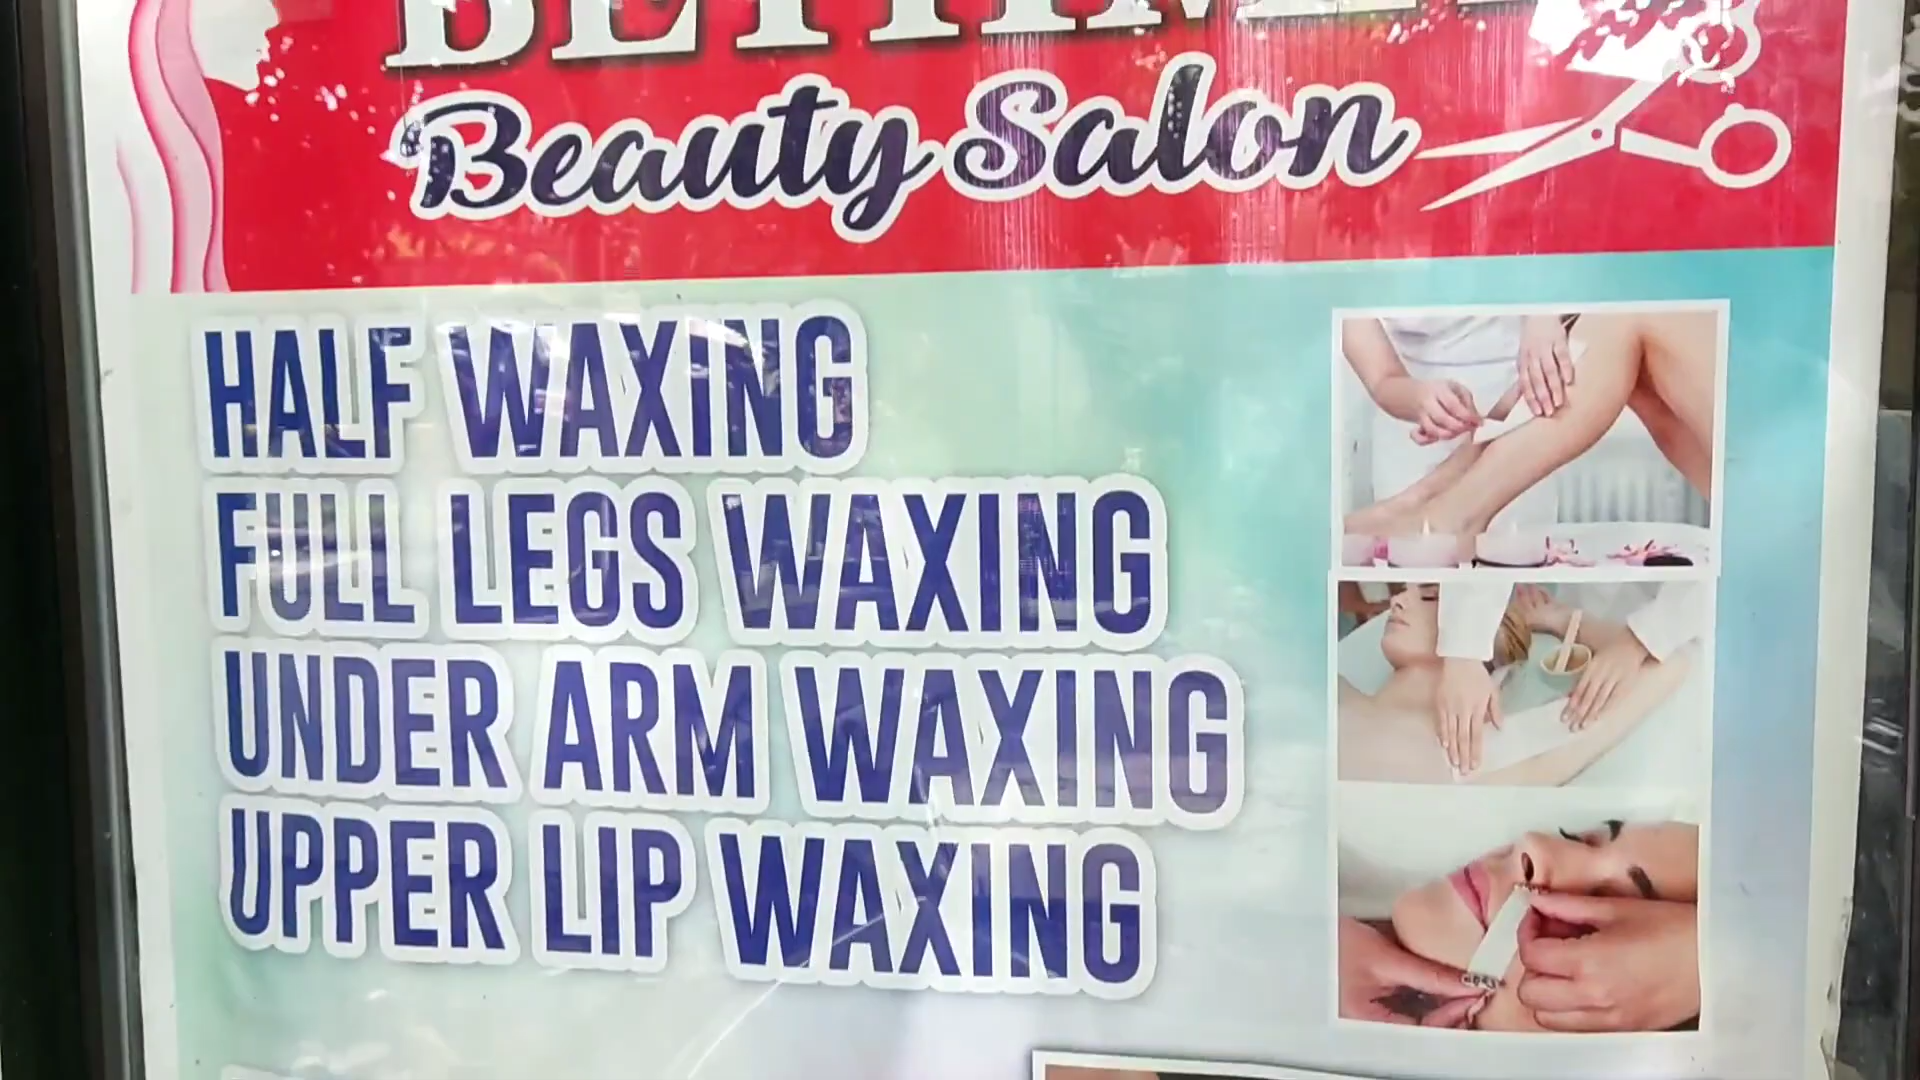 Beauty Salon
HALF WAXING
FULL LEGS WAXING
UNDER ARM WAXING
UPPER LIP WAXING